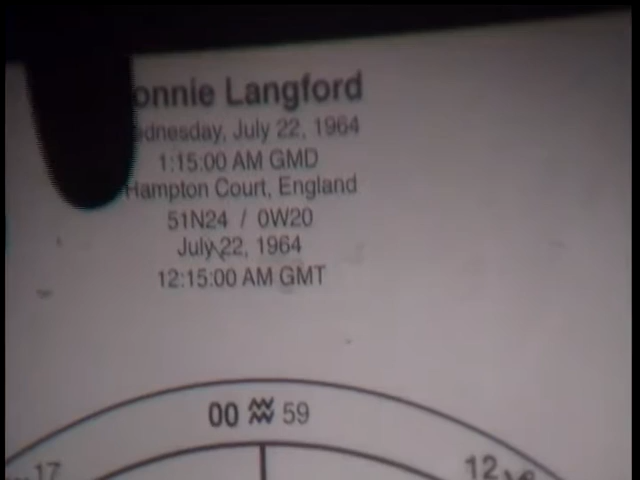 onnie Langford
dnesday, July 22, 1964
1:15:00 AM GMD
Hampton Court, England
51N24 / 0W20
July 22, 1964
12:15:00 AM GMT
00 ♒ 59
17 12